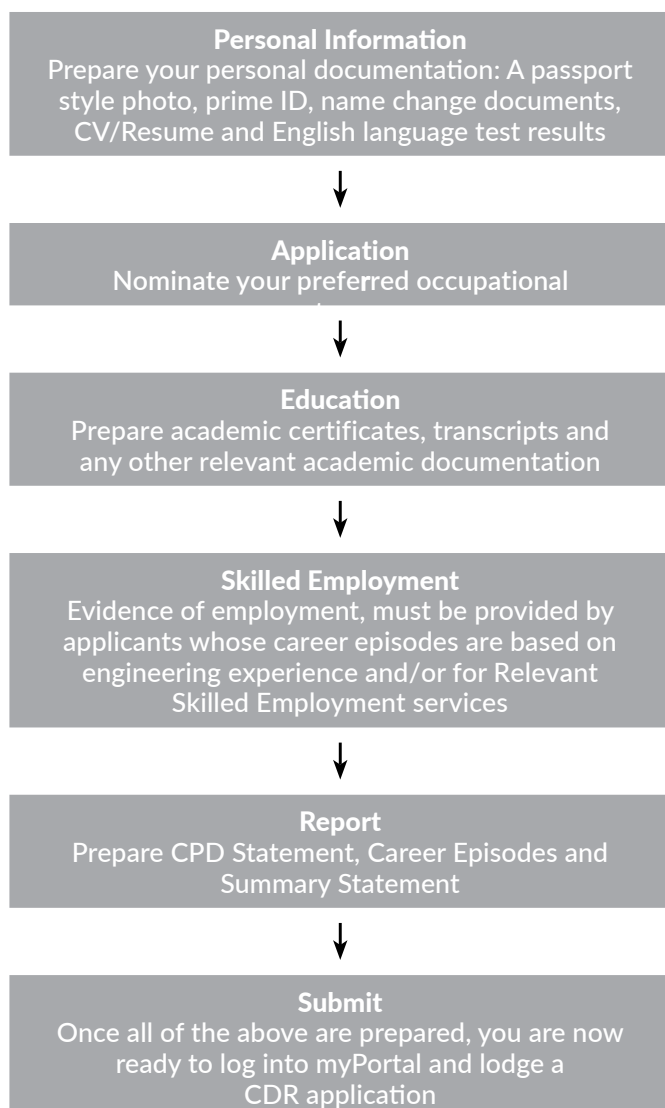 Personal Information
Prepare your personal documentation: A passport
style photo, prime ID, name change documents,
CV/Resume and English language test results
Application
Nominate your preferred occupational
Education
Prepare academic certificates, transcripts and
any other relevant academic documentation
Skilled Employment
Evidence of employment, must be provided by
applicants whose career episodes are based on
engineering experience and/or for Relevant
Skilled Employment services
Report
Prepare CPD Statement, Career Episodes and
Summary Statement
Submit
Once all of the above are prepared, you are now
ready to log into myPortal and lodge a
CDR application